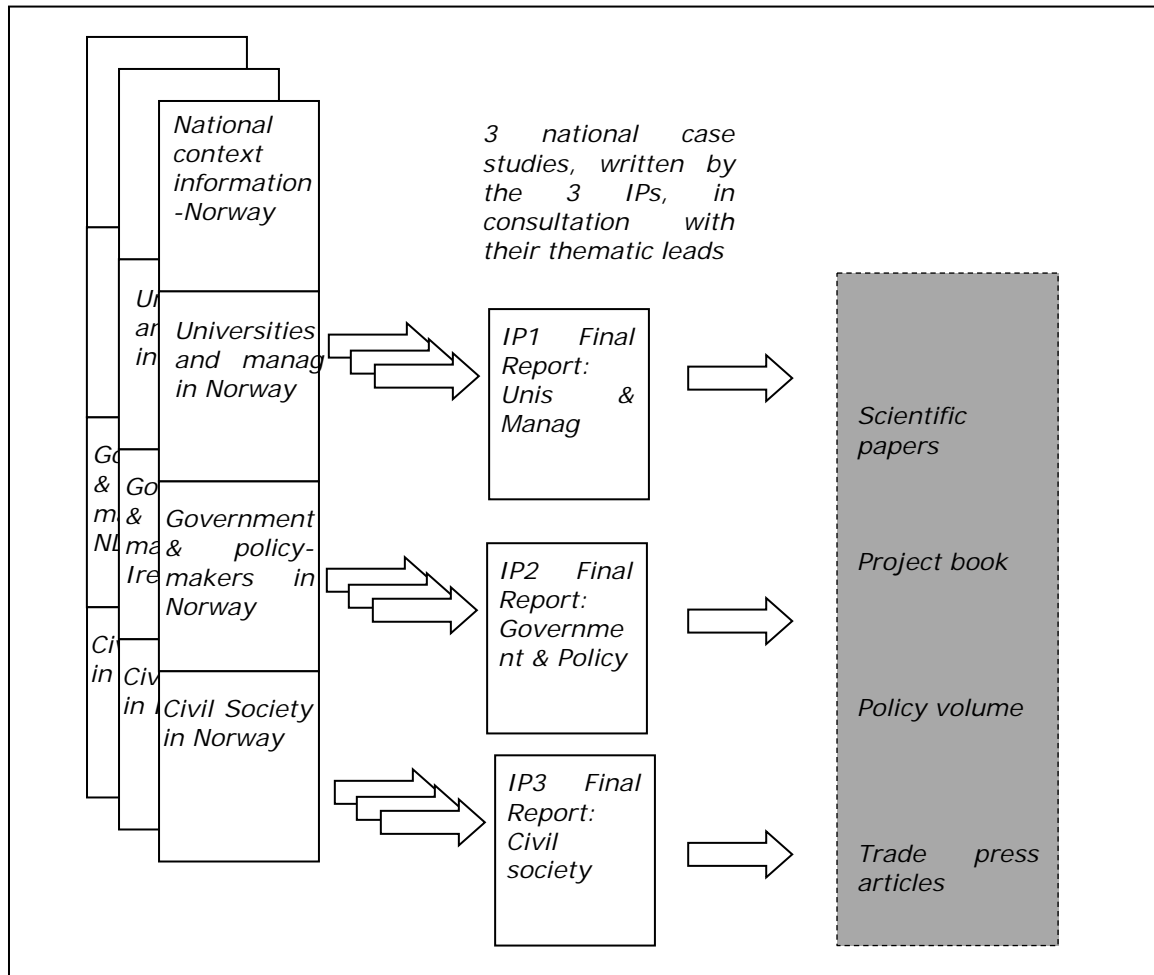 National
context
information
-Norway
Universities
and manag
in Norway
Government
& policy-
makers in
Norway
Civil Society
in Norway
3 national case
studies, written by
the 3 IPs, in
consultation with
their thematic leads
IP1 Final
Report:
Unis &
Manag
IP2 Final
Report:
Governme
nt & Policy
IP3 Final
Report:
Civil
society
Scientific
papers
Project book
Policy volume
Trade press
articles